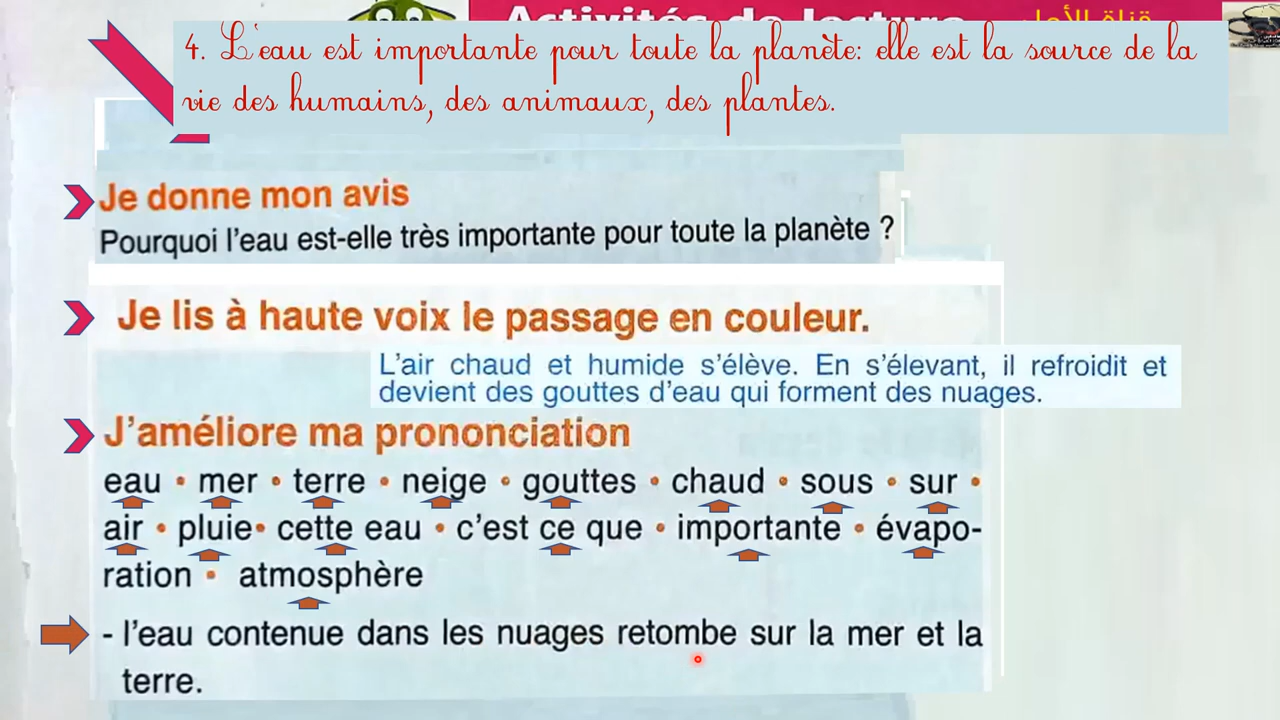 Activités de lecture
4. L'eau est importante pour toute la planète: elle est la source de la
vie des humains, des animaux, des plantes.
Je donne mon avis
Pourquoi l'eau est-elle très importante pour toute la planète ?
Je lis à haute voix le passage en couleur.
L'air chaud et humide s'élève. En s'élevant, il refroidit et
devient des gouttes d'eau qui forment des nuages.
J'améliore ma prononciation
eau • mer • terre • neige • gouttes • chaud • sous • sur •
air • pluie • cette eau • c'est ce que • importante • évapo-
ration • atmosphère
- l'eau contenue dans les nuages retombe sur la mer et la
terre.